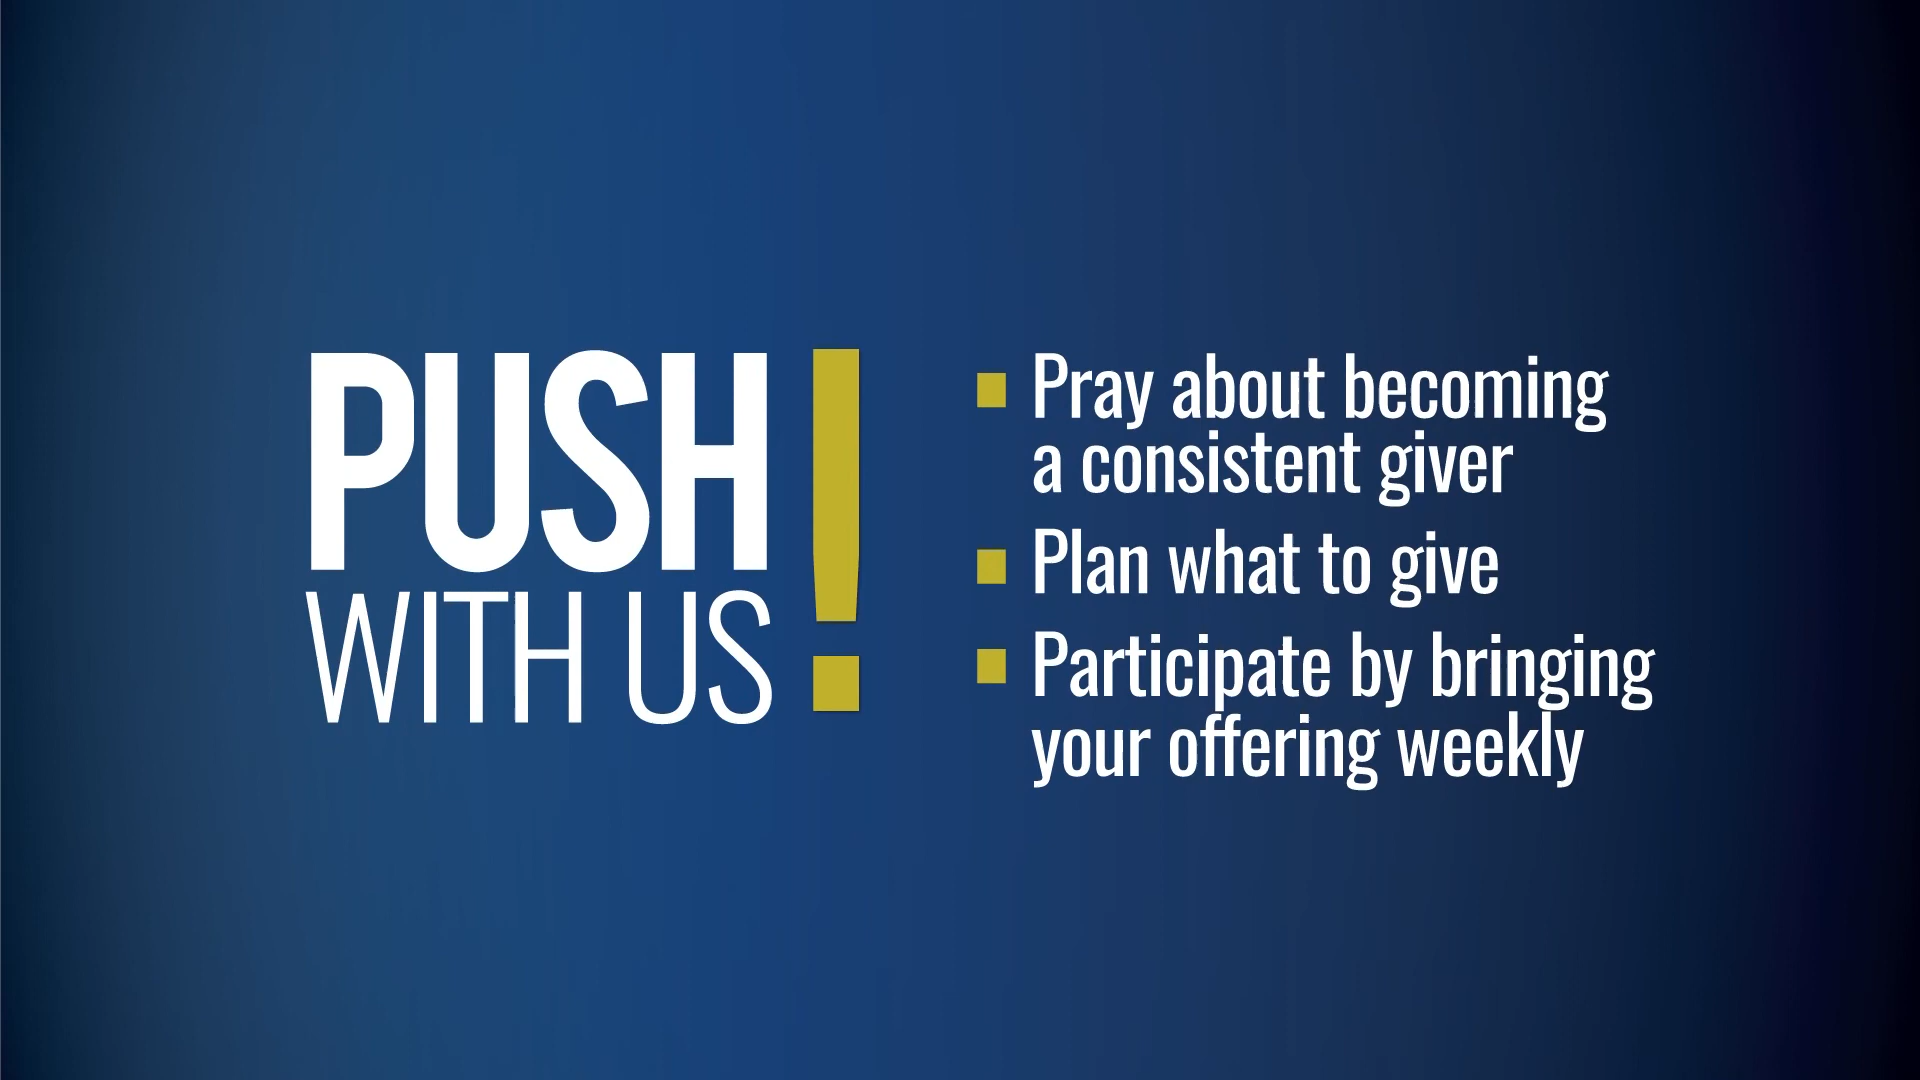 PUSH!
WITH US
Pray about becoming
a consistent giver
Plan what to give
Participate by bringing
your offering weekly